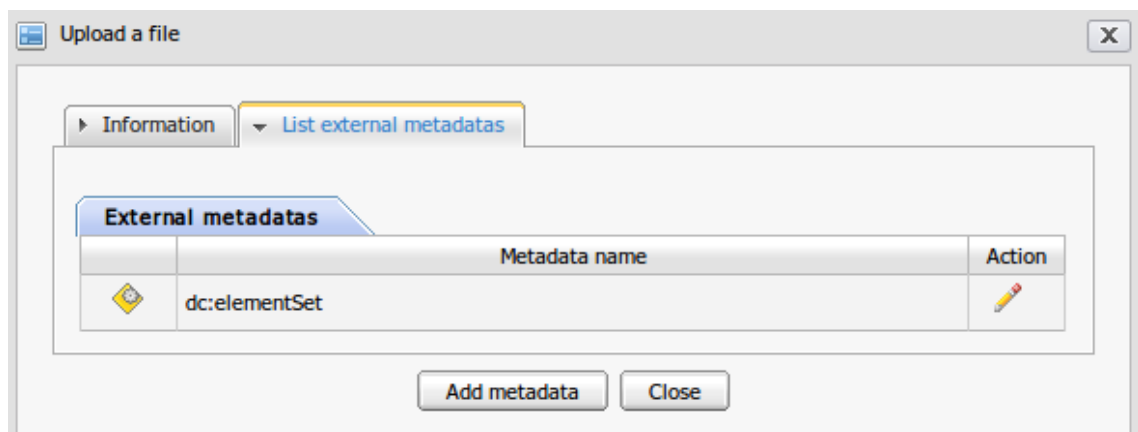 Upload a file X
Information List external metadatas
External metadatas
Metadata name Action
dc:elementSet
Add metadata Close